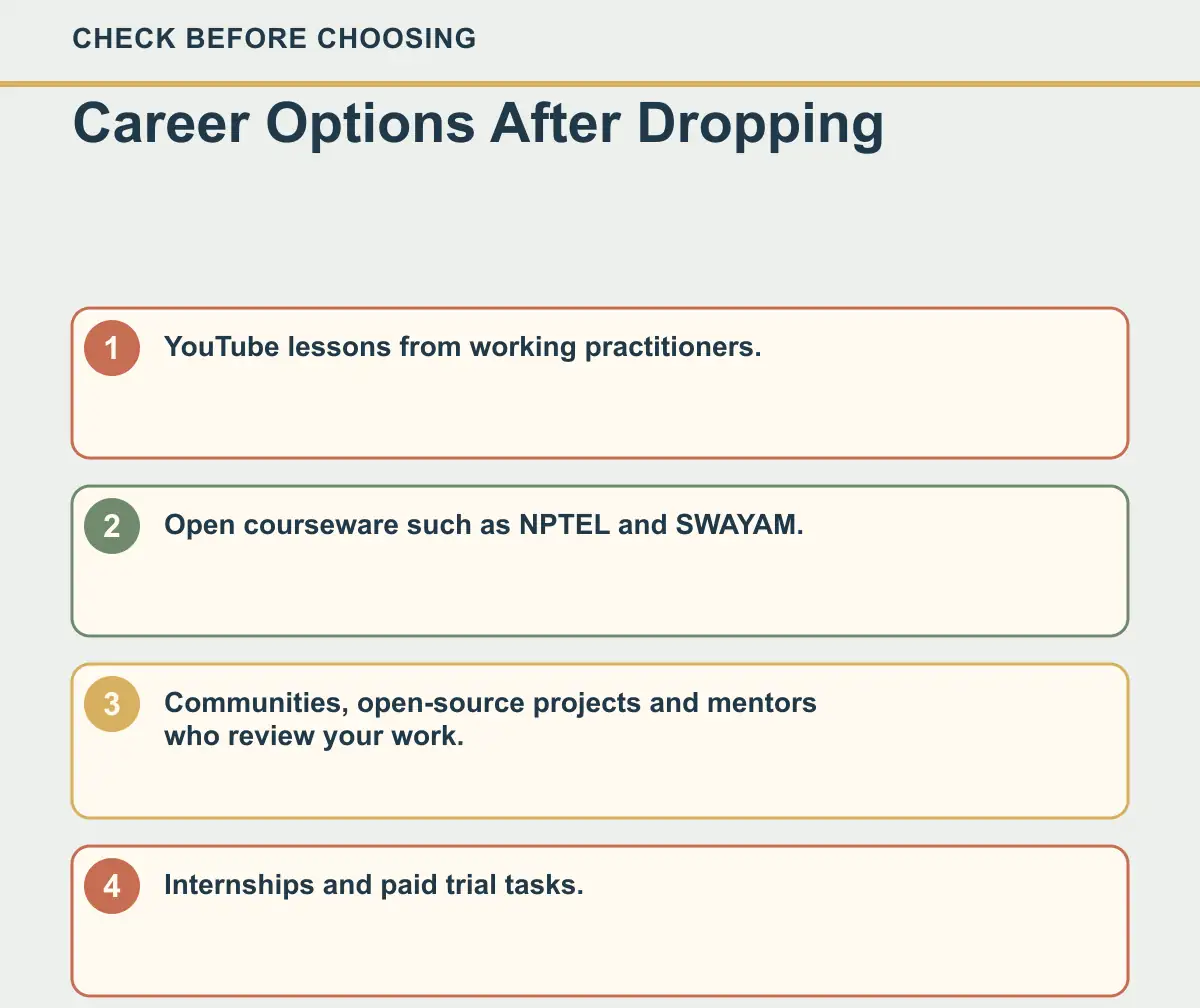 CHECK BEFORE CHOOSING
Career Options After Dropping
1 YouTube lessons from working practitioners.
2 Open courseware such as NPTEL and SWAYAM.
3 Communities, open-source projects and mentors
who review your work.
4 Internships and paid trial tasks.